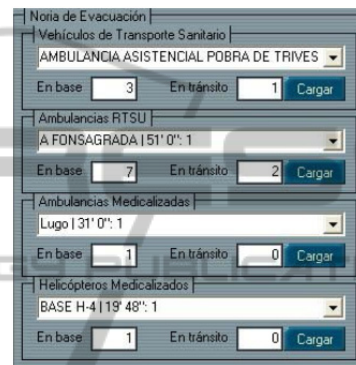 Noria de Evacuación
Vehículos de Transporte Sanitario
AMBULANCIA ASISTENCIAL POBRA DE TRIVES
En base 3 En tránsito 1 Cargar
Ambulancias RTSU
A FONSAGRADA | 51' 0'': 1
En base 7 En tránsito 2 Cargar
Ambulancias Medicalizadas
Lugo | 31' 0'': 1
En base 1 En tránsito 0 Cargar
Helicópteros Medicalizados
BASE H-4 | 19' 48'': 1
En base 1 En tránsito 0 Cargar